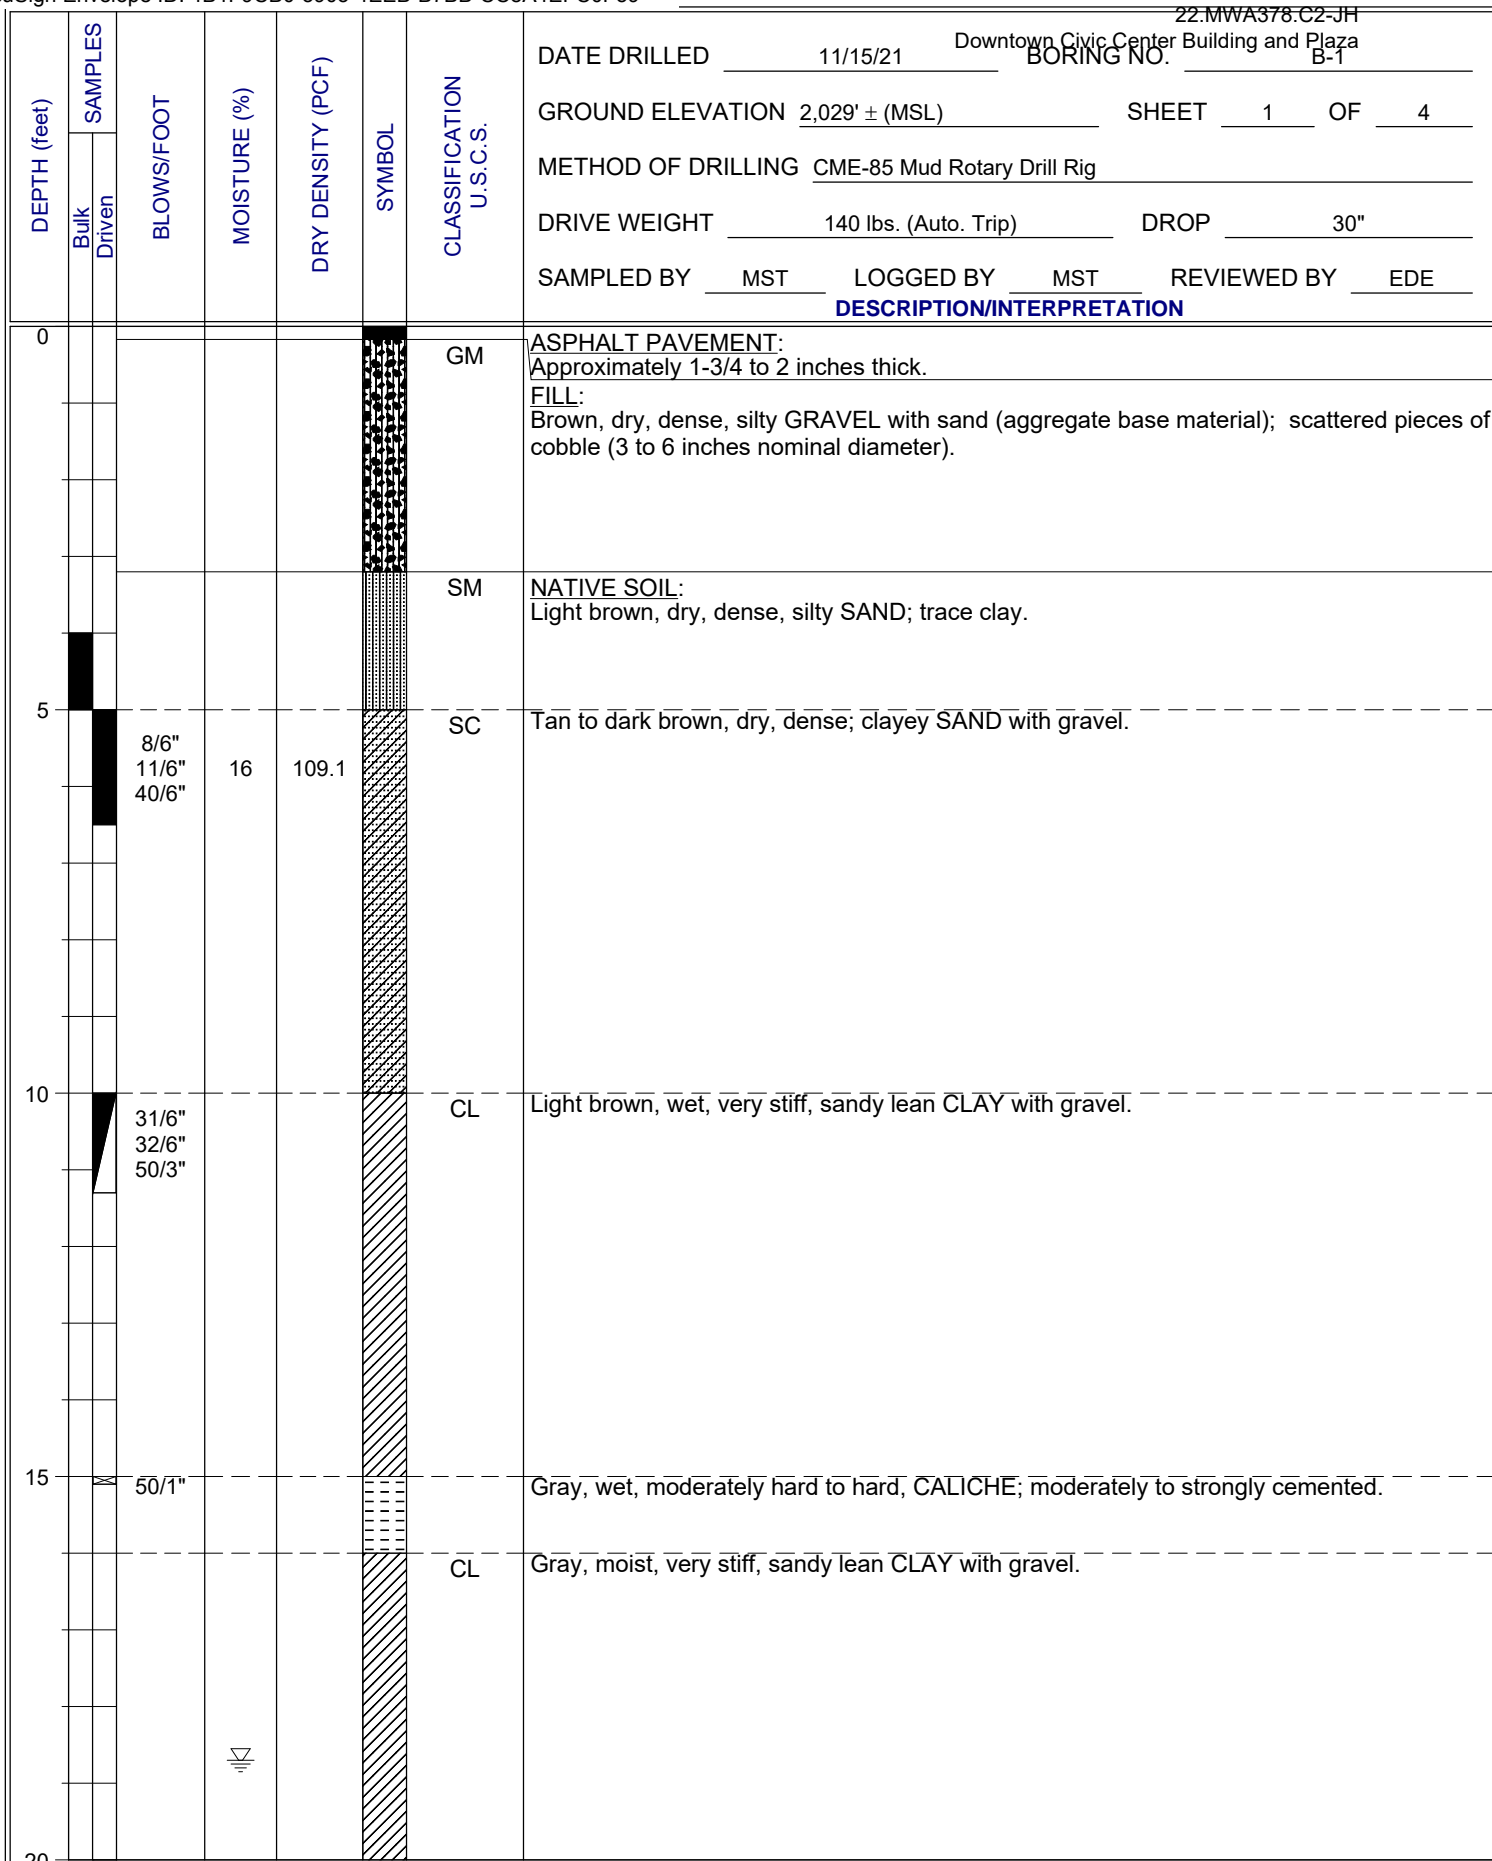 22.MWA378.C2-JH
Downtown Civic Center Building and Plaza
DEPTH (feet)
SAMPLES
Bulk
Driven
BLOWS/FOOT
MOISTURE (%)
DRY DENSITY (PCF)
SYMBOL
CLASSIFICATION
U.S.C.S.
DATE DRILLED 11/15/21 BORING NO. B-1
GROUND ELEVATION 2,029' ± (MSL) SHEET 1 OF 4
METHOD OF DRILLING CME-85 Mud Rotary Drill Rig
DRIVE WEIGHT 140 lbs. (Auto. Trip) DROP 30"
SAMPLED BY MST LOGGED BY MST REVIEWED BY EDE
DESCRIPTION/INTERPRETATION
0
GM
ASPHALT PAVEMENT:
Approximately 1-3/4 to 2 inches thick.
FILL:
Brown, dry, dense, silty GRAVEL with sand (aggregate base material); scattered pieces of
cobble (3 to 6 inches nominal diameter).
SM
NATIVE SOIL:
Light brown, dry, dense, silty SAND; trace clay.
5
SC
Tan to dark brown, dry, dense; clayey SAND with gravel.
8/6"
11/6" 16 109.1
40/6"
10
CL
Light brown, wet, very stiff, sandy lean CLAY with gravel.
31/6"
32/6"
50/3"
15
50/1"
Gray, wet, moderately hard to hard, CALICHE; moderately to strongly cemented.
CL
Gray, moist, very stiff, sandy lean CLAY with gravel.
20